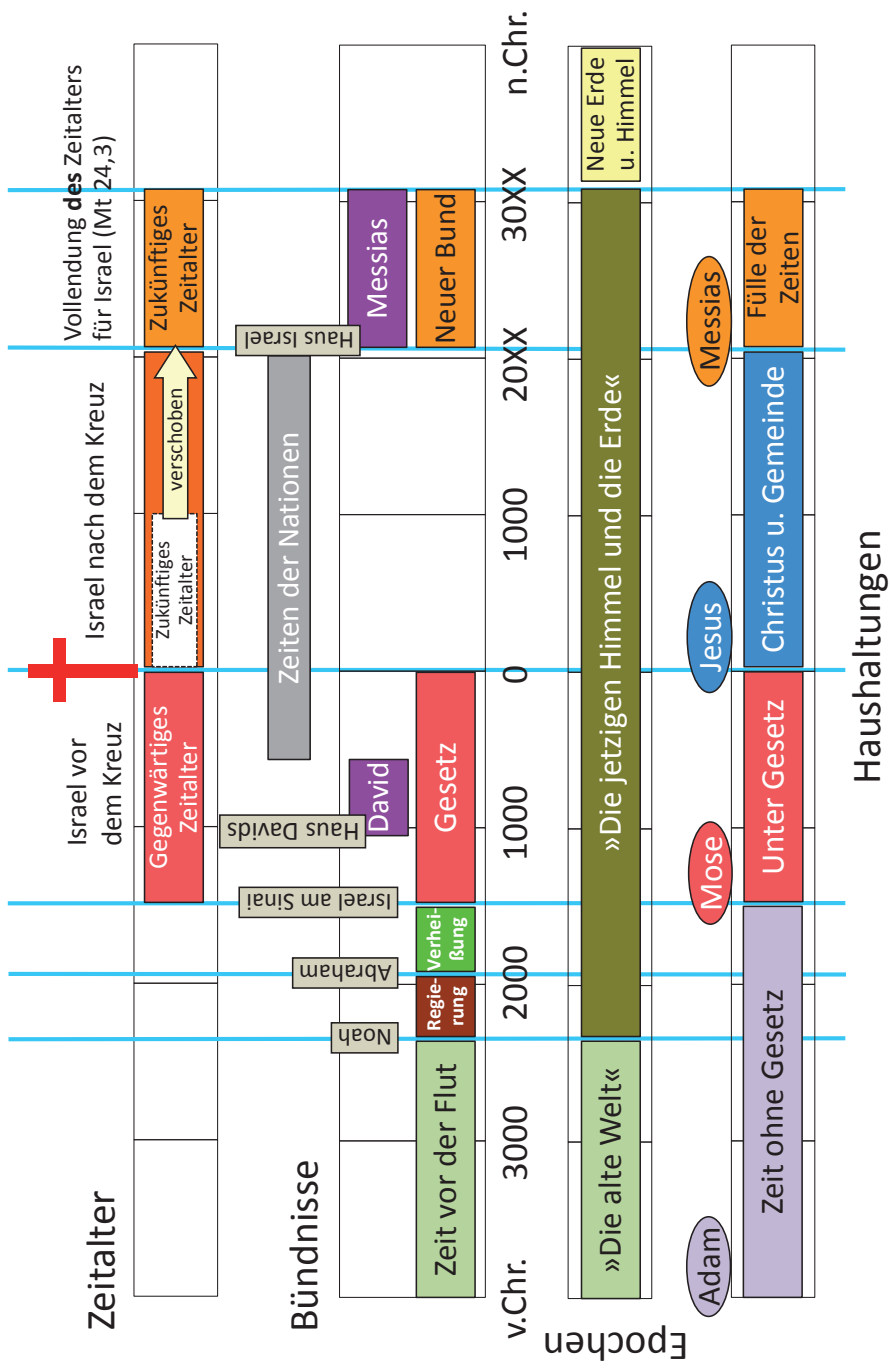 Zeitalter
Israel vor
dem Kreuz
Israel nach dem Kreuz
Vollendung des Zeitalters
für Israel (Mt 24,3)
Gegenwärtiges
Zeitalter
Zukünftiges
Zeitalter
verschoben
Zukünftiges
Zeitalter
Bündnisse
Noah
Abraham
Israel am Sinai
Haus Davids
Haus Israel
Zeiten der Nationen
David
Messias
Zeit vor der Flut
Regie-
rung
Verhei-
ßung
Gesetz
Neuer Bund
v.Chr.
3000
2000
1000
0
1000
20XX
30XX
n.Chr.
Epochen
»Die alte Welt«
»Die jetzigen Himmel und die Erde«
Neue Erde
u. Himmel
Adam
Mose
Jesus
Messias
Zeit ohne Gesetz
Unter Gesetz
Christus u. Gemeinde
Fülle der
Zeiten
Haushaltungen